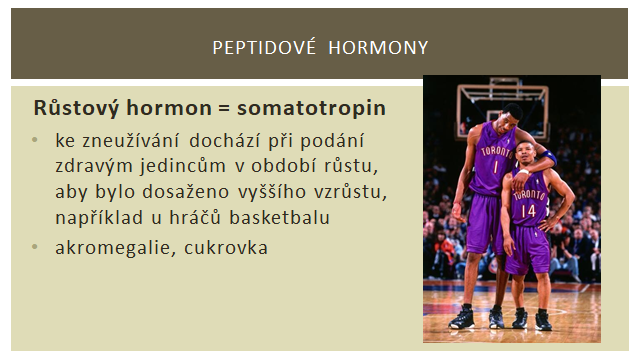 PEPTIDOVÉ HORMONY
Růstový hormon = somatotropin
• ke zneužívání dochází při podání
zdravým jedincům v období růstu,
aby bylo dosaženo vyššího vzrůstu,
například u hráčů basketbalu
• akromegalie, cukrovka
TORONTO
1
TORONTO
14